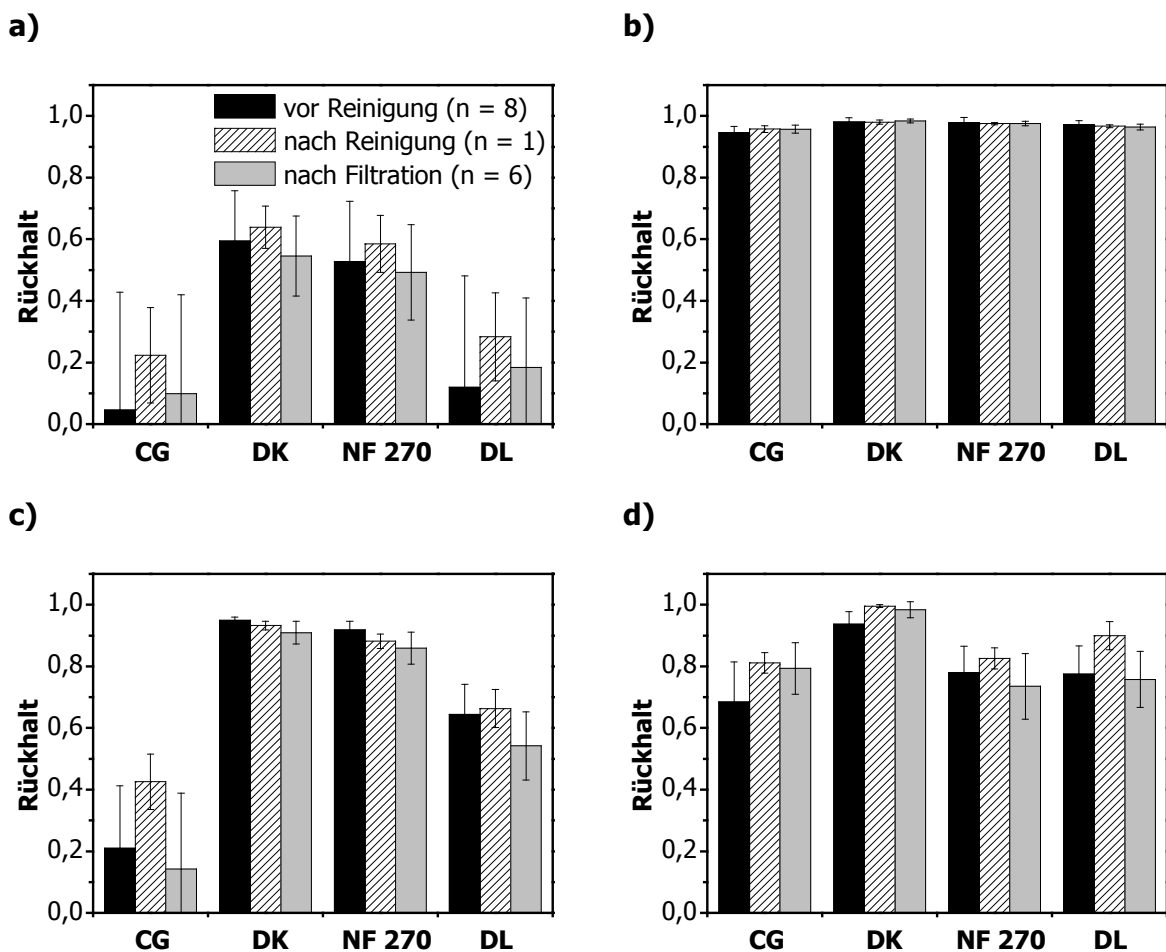 a)
Rückhalt
1,0
0,8
0,6
0,4
0,2
0,0
vor Reinigung (n = 8)
nach Reinigung (n = 1)
nach Filtration (n = 6)
CG DK NF 270 DL
b)
Rückhalt
1,0
0,8
0,6
0,4
0,2
0,0
CG DK NF 270 DL
c)
Rückhalt
1,0
0,8
0,6
0,4
0,2
0,0
CG DK NF 270 DL
d)
Rückhalt
1,0
0,8
0,6
0,4
0,2
0,0
CG DK NF 270 DL